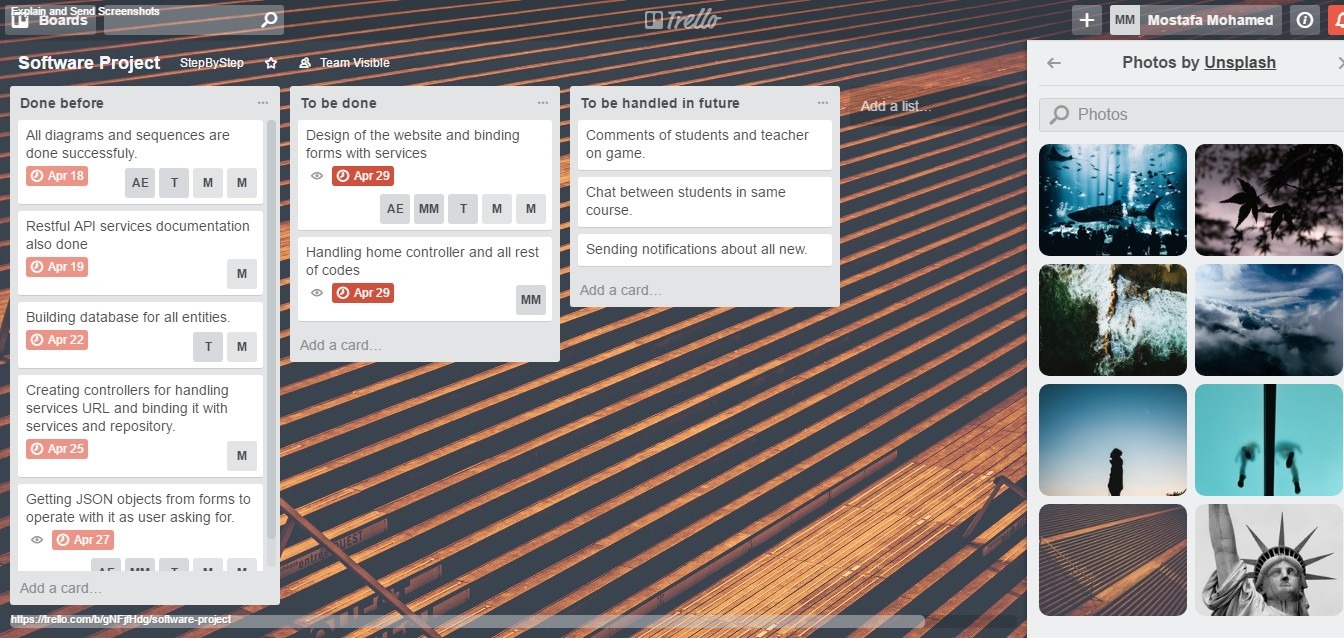 Explain and Send Screenshots
Boards
Trello
MM Mostafa Mohamed
Software Project StepByStep Team Visible
Photos by Unsplash
Photos
Done before
All diagrams and sequences are
done successfuly.
Apr 18
AE T M M
Restful API services documentation
also done
Apr 19
M
Building database for all entities.
Apr 22
T M
Creating controllers for handling
services URL and binding it with
services and repository.
Apr 25
M
Getting JSON objects from forms to
operate with it as user asking for.
Apr 27
AE MM T M M
Add a card…
To be done
Design of the website and binding
forms with services
Apr 29
AE MM T M M
Handling home controller and all rest
of codes
Apr 29
MM
Add a card…
To be handled in future
Comments of students and teacher
on game.
Chat between students in same
course.
Sending notifications about all new.
Add a card…
Add a list…
https://trello.com/b/gNFjfHdg/software-project